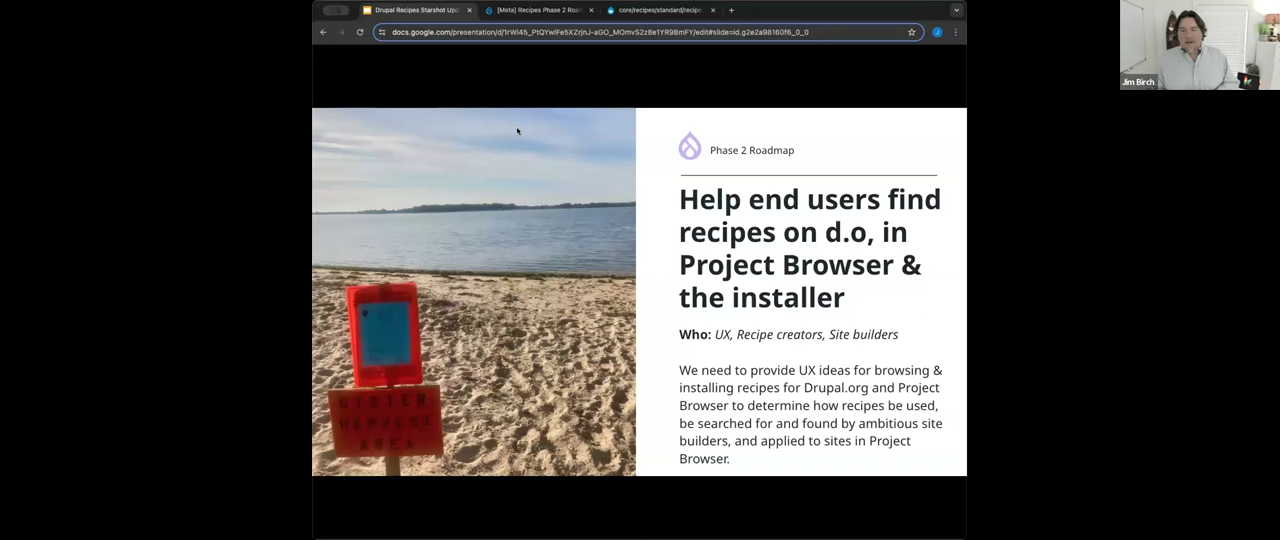 Drupal Recipes Starshot Upd
[Meta] Recipes Phase 2 Road
core/recipes/standard/recipe.
docs.google.com/presentation/d/1rWi45_PtQYwIFe5XZrjnJ-aGO_MOmvS2z8e1YR9BmFY/edit#slide=id.g2e2a98160f6_0_0
J
Jim Birch
Phase 2 Roadmap
Help end users find
recipes on d.o, in
Project Browser &
the installer
Who: UX, Recipe creators, Site builders
We need to provide UX ideas for browsing &
installing recipes for Drupal.org and Project
Browser to determine how recipes be used,
be searched for and found by ambitious site
builders, and applied to sites in Project
Browser.
OYSTER
HARVEST
AREA